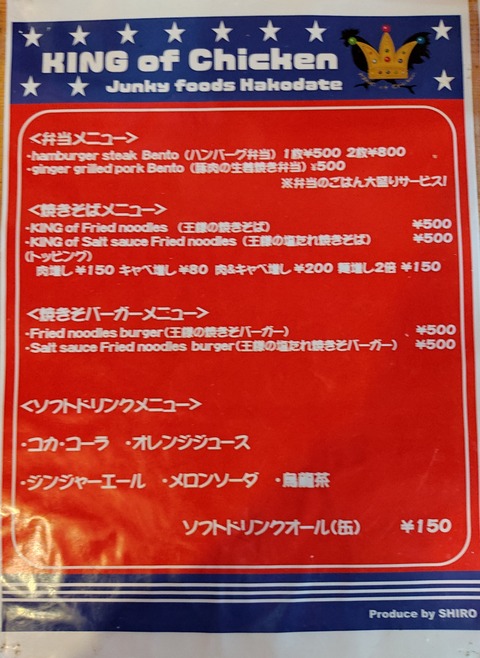 KING of Chicken
Junky foods Hakodate
<弁当メニュー>
・hamburger steak Bento (ハンバーグ弁当) 1枚¥500 2枚¥800
・ginger grilled pork Bento (豚肉の生姜焼き弁当) ¥500
※弁当のごはん大盛りサービス!
<焼きそばメニュー>
・KING of Fried noodles (王様の焼きそば) ¥500
・KING of Salt sauce Fried noodles (王様の塩だれ焼きそば) ¥500
(トッピング)
肉増し ¥150 キャベ増し ¥80 肉&キャベ増し ¥200 麺増し2倍 ¥150
<焼きそバーガーメニュー>
・Fried noodles burger(王様の焼きそバーガー) ¥500
・Salt sauce Fried noodles burger(王様の塩だれ焼きそバーガー) ¥500
<ソフトドリンクメニュー>
・コカ・コーラ ・オレンジジュース
・ジンジャーエール ・メロンソーダ ・烏龍茶
ソフトドリンクオール(缶) ¥150
Produce by SHIRO